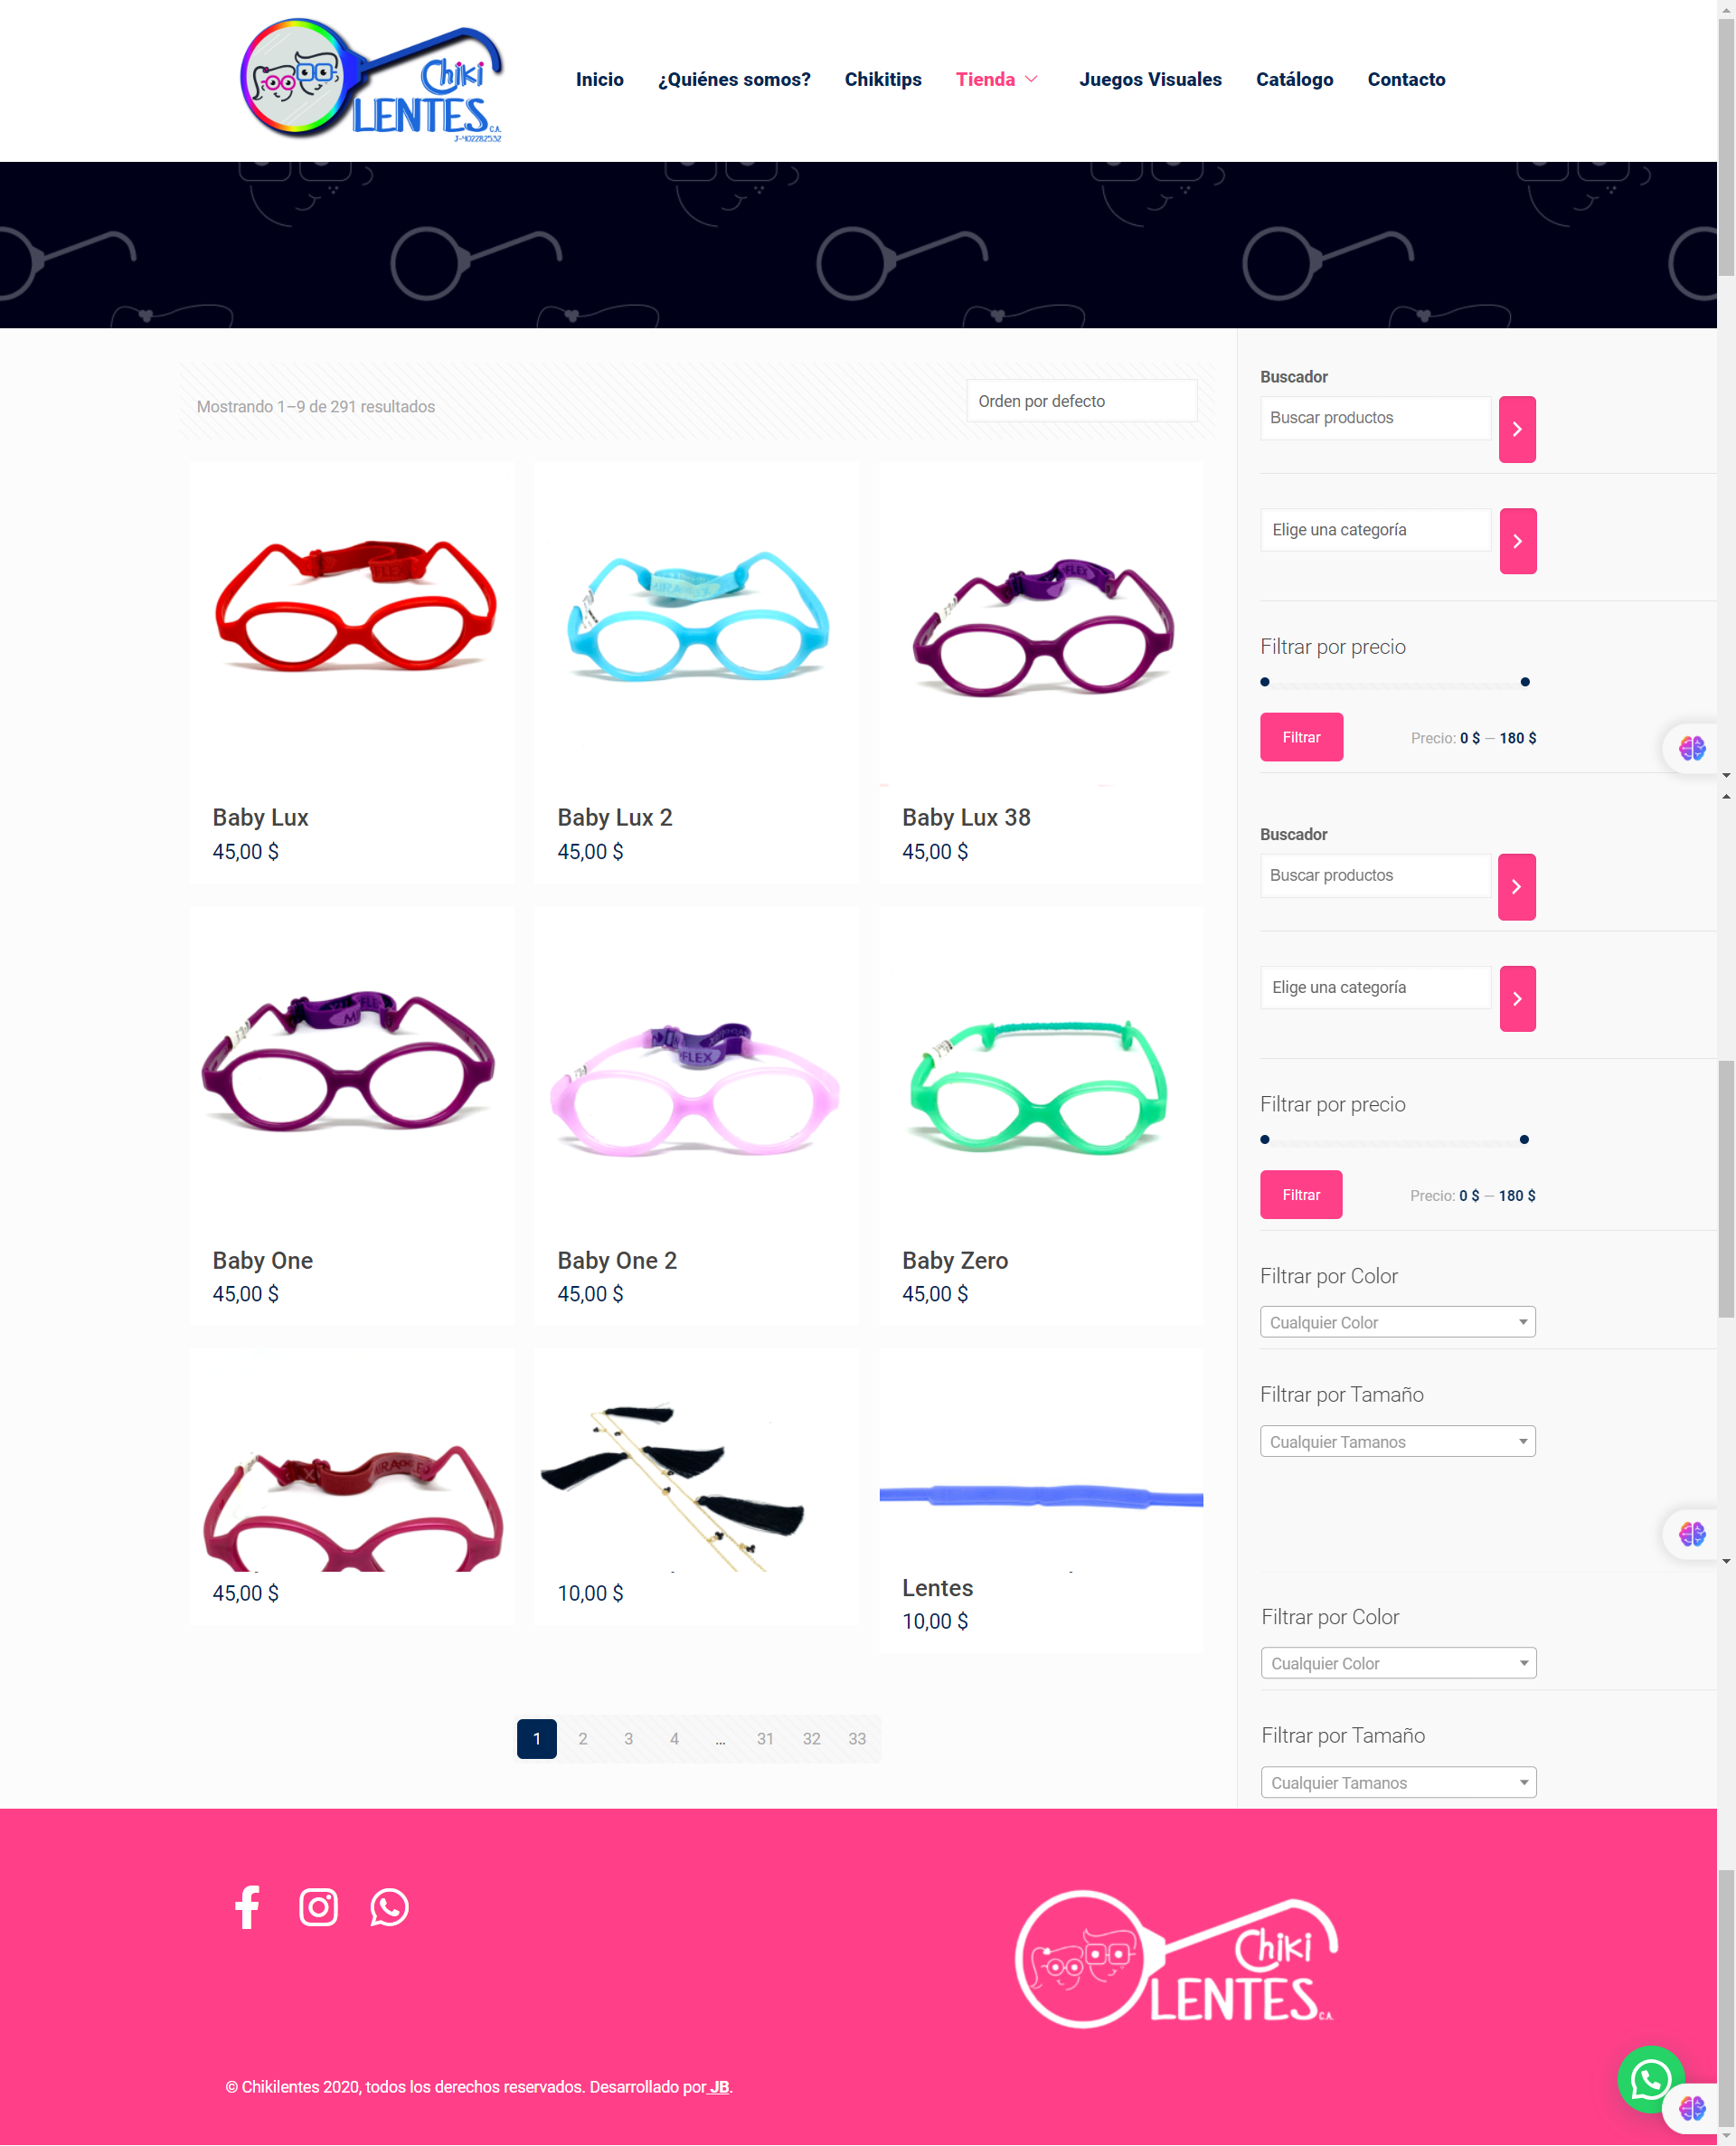 Chiki
LENTES C.A.
J-402282532
Inicio
¿Quiénes somos?
Chikitips
Tienda
Juegos Visuales
Catálogo
Contacto
Mostrando 1–9 de 291 resultados
Orden por defecto
Baby Lux
45,00 $
Baby Lux 2
45,00 $
Baby Lux 38
45,00 $
Baby One
45,00 $
Baby One 2
45,00 $
Baby Zero
45,00 $
45,00 $
10,00 $
Lentes
10,00 $
1 2 3 4 … 31 32 33
Buscador
Buscar productos
Elige una categoría
Filtrar por precio
Filtrar
Precio: 0 $ — 180 $
Buscador
Buscar productos
Elige una categoría
Filtrar por precio
Filtrar
Precio: 0 $ — 180 $
Filtrar por Color
Cualquier Color
Filtrar por Tamaño
Cualquier Tamanos
Filtrar por Color
Cualquier Color
Filtrar por Tamaño
Cualquier Tamanos
Chiki
LENTES C.A.
© Chikilentes 2020, todos los derechos reservados. Desarrollado por JB.